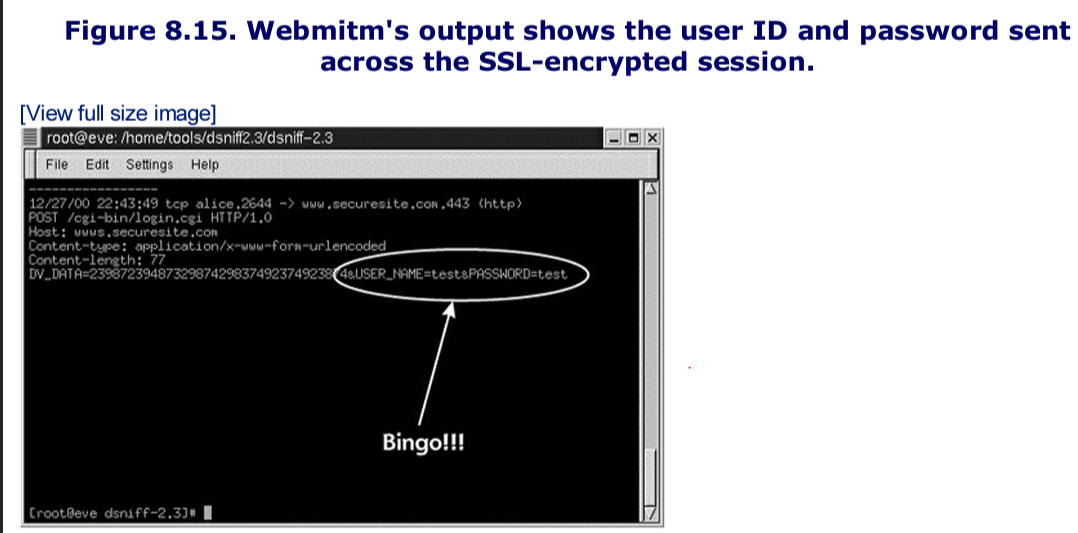 Figure 8.15. Webmitm's output shows the user ID and password sent
across the SSL-encrypted session.
[View full size image]
root@eve: /home/tools/dsniff2.3/dsniff-2.3
File Edit Settings Help
------------------
12/27/00 22:43:49 tcp alice.2644 -> www.securesite.com.443 (http)
POST /cgi-bin/login.cgi HTTP/1.0
Host: wwws.securesite.com
Content-type: application/x-www-form-urlencoded
Content-length: 77
&USER_NAME=test&PASSWORD=test
Bingo!!!
[root@eve dsniff-2.3]#